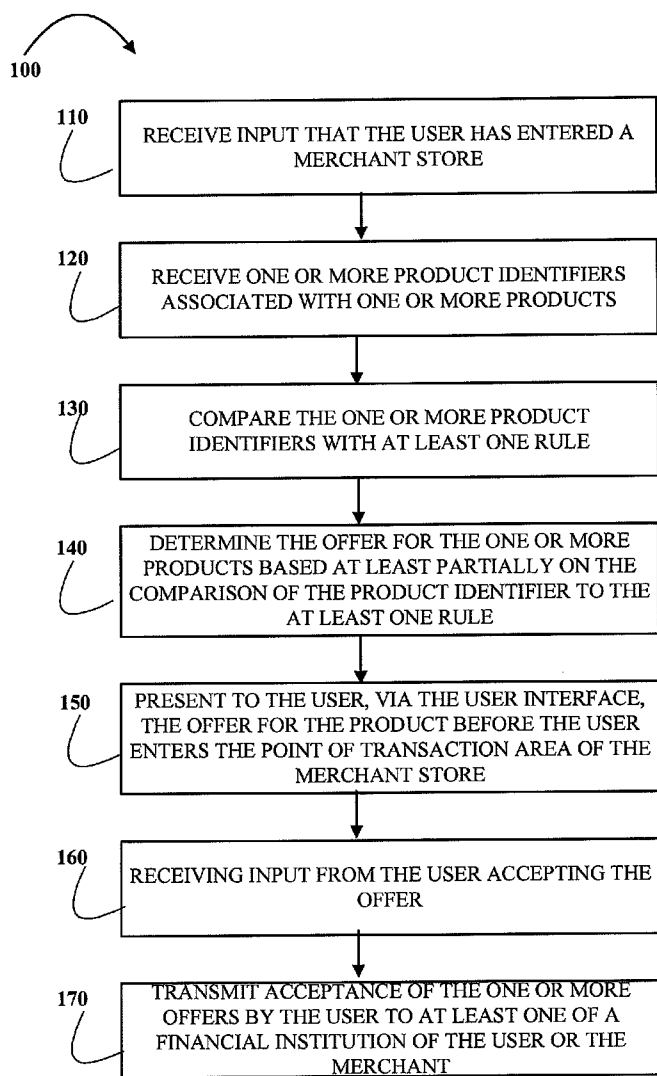 100
110
RECEIVE INPUT THAT THE USER HAS ENTERED A
MERCHANT STORE
120
RECEIVE ONE OR MORE PRODUCT IDENTIFIERS
ASSOCIATED WITH ONE OR MORE PRODUCTS
130
COMPARE THE ONE OR MORE PRODUCT
IDENTIFIERS WITH AT LEAST ONE RULE
140
DETERMINE THE OFFER FOR THE ONE OR MORE
PRODUCTS BASED AT LEAST PARTIALLY ON THE
COMPARISON OF THE PRODUCT IDENTIFIER TO THE
AT LEAST ONE RULE
150
PRESENT TO THE USER, VIA THE USER INTERFACE,
THE OFFER FOR THE PRODUCT BEFORE THE USER
ENTERS THE POINT OF TRANSACTION AREA OF THE
MERCHANT STORE
160
RECEIVING INPUT FROM THE USER ACCEPTING THE
OFFER
170
TRANSMIT ACCEPTANCE OF THE ONE OR MORE
OFFERS BY THE USER TO AT LEAST ONE OF A
FINANCIAL INSTITUTION OF THE USER OR THE
MERCHANT